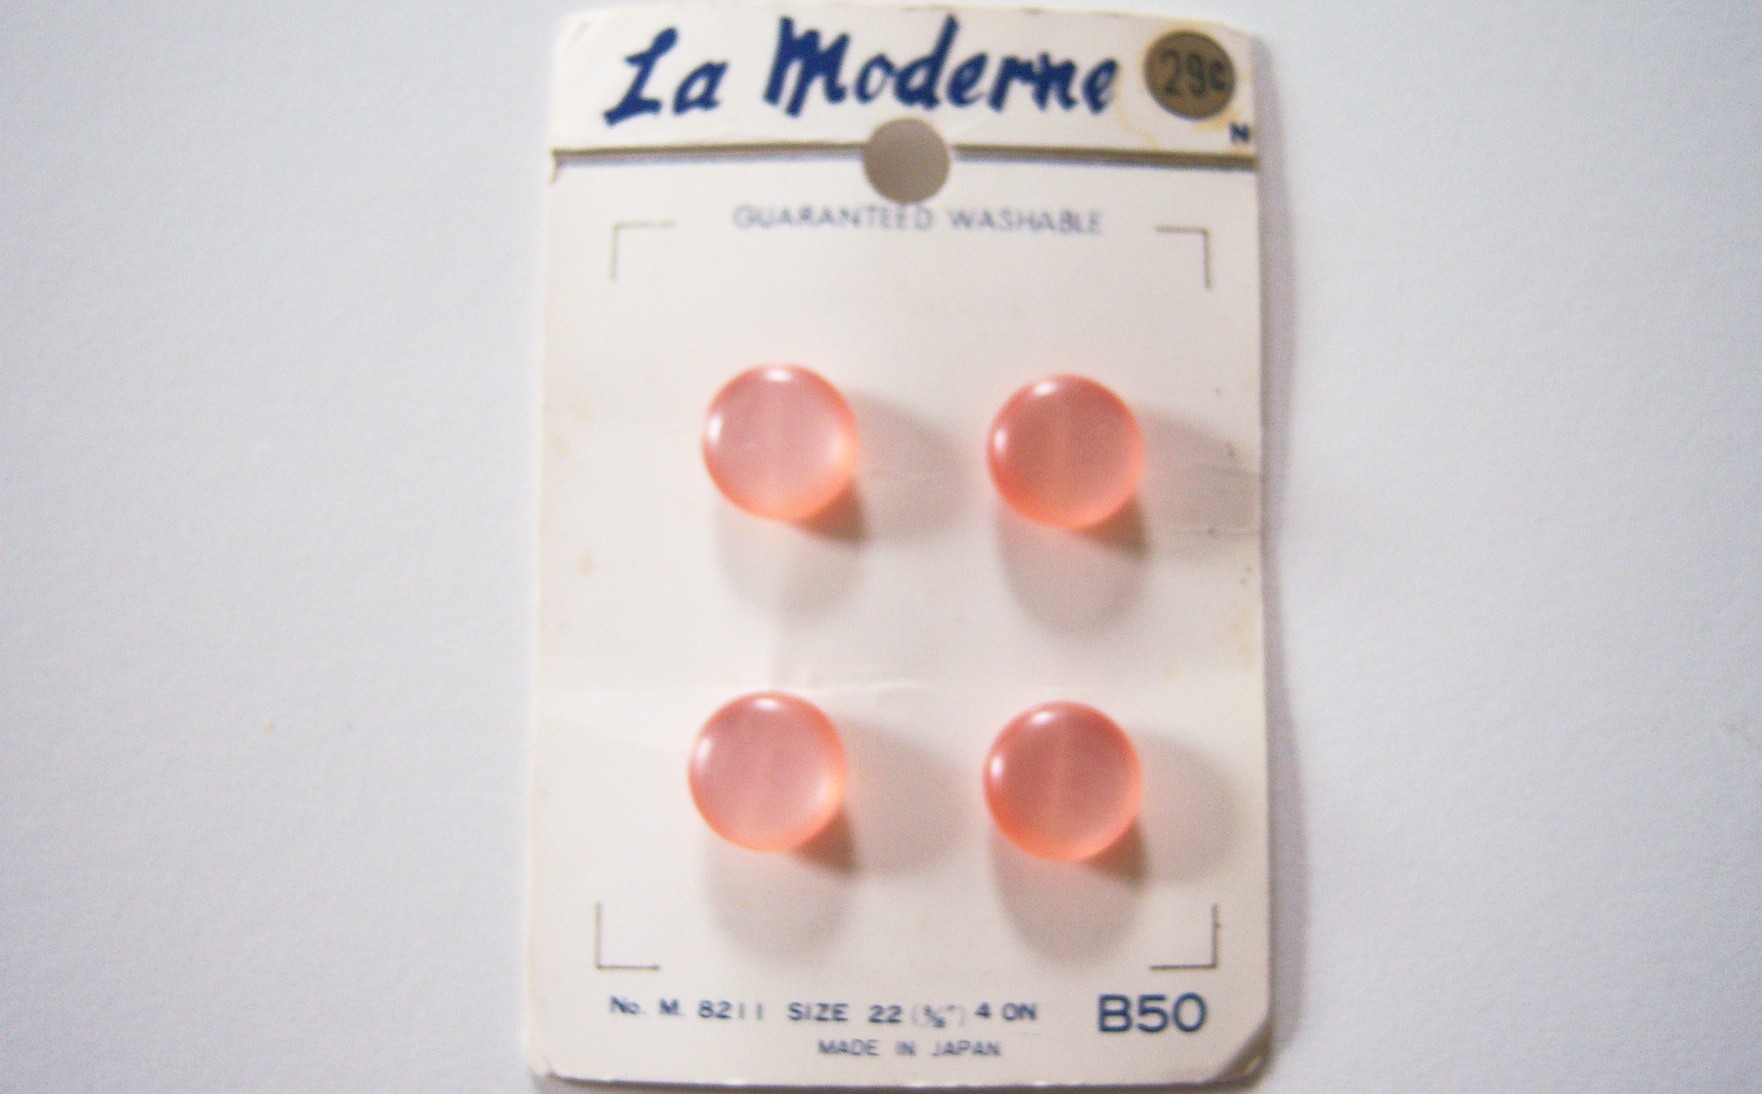 La Moderne
29¢
N
GUARANTEED WASHABLE
No. M. 8211 SIZE 22 (⅝") 4 ON
B50
MADE IN JAPAN